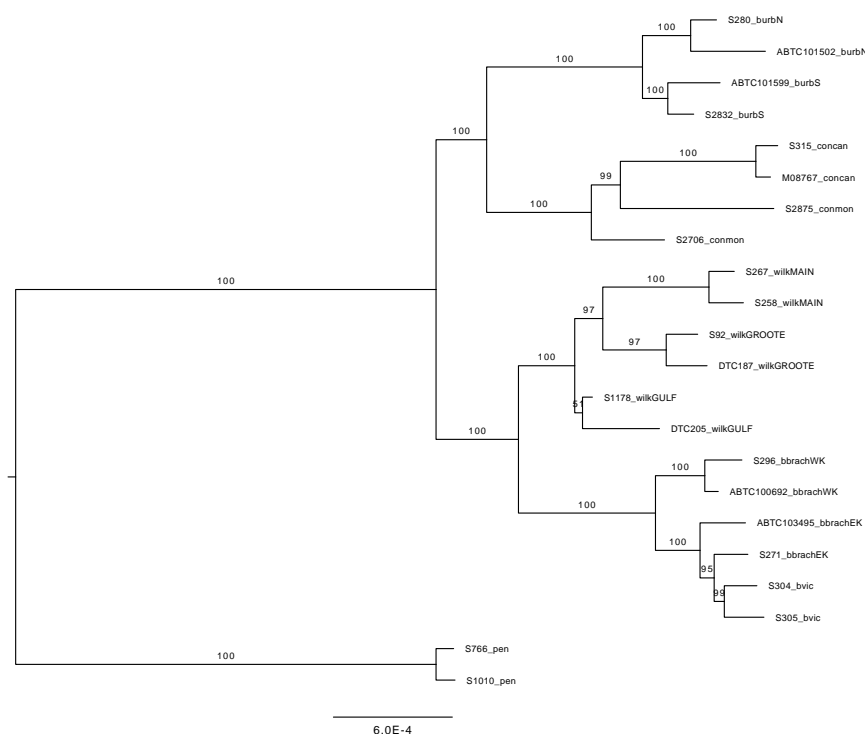 S280_burbN
100
ABTC101502_burbN
100
ABTC101599_burbS
100
S2832_burbS
100
S315_concan
100
M08767_concan
99
S2875_conmon
100
S2706_conmon
S267_wilkMAIN
100
100
S258_wilkMAIN
97
S92_wilkGROOTE
97
DTC187_wilkGROOTE
100
S1178_wilkGULF
51
DTC205_wilkGULF
100
S296_bbrachWK
100
ABTC100692_bbrachWK
100
ABTC103495_bbrachEK
100
S271_bbrachEK
95
S304_bvic
99
S305_bvic
S766_pen
100
S1010_pen
6.0E-4